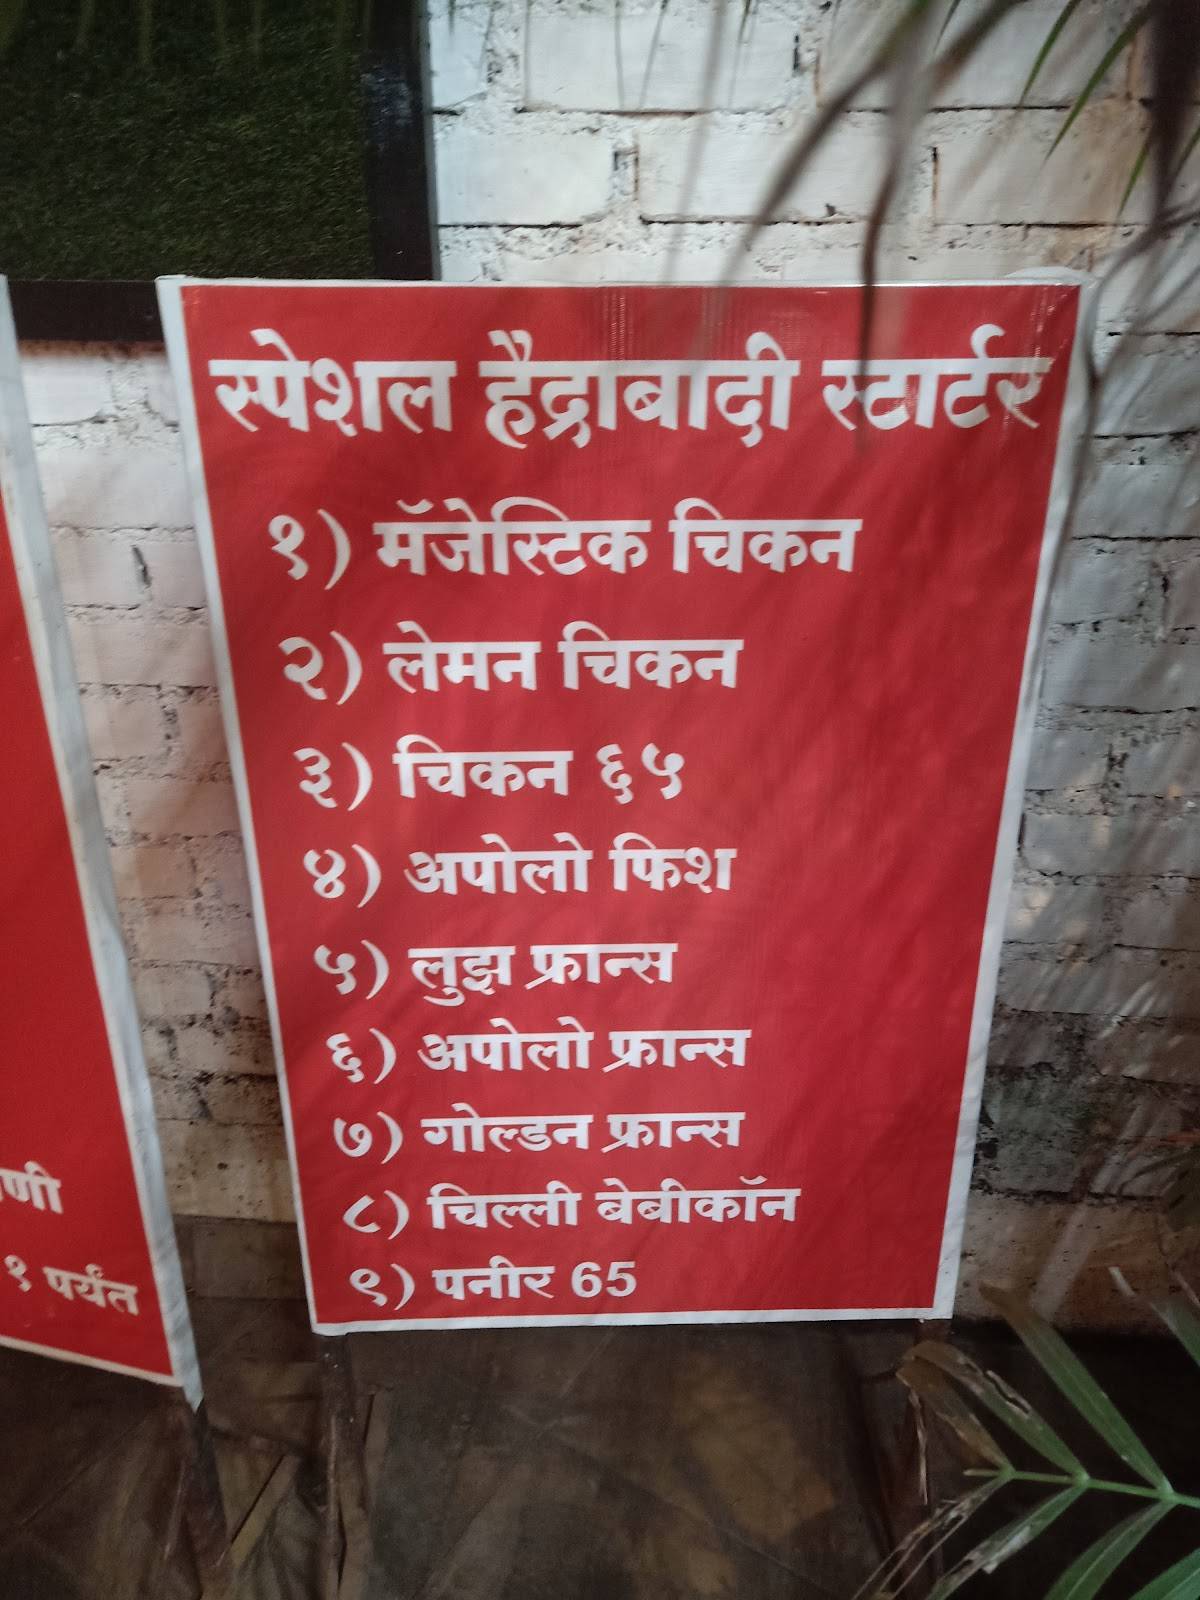 स्पेशल हैद्राबादी स्टार्टर
१) मॅजेस्टिक चिकन
२) लेमन चिकन
३) चिकन ६५
४) अपोलो फिश
५) लुझ फ्रान्स
६) अपोलो फ्रान्स
७) गोल्डन फ्रान्स
८) चिल्ली बेबीकॉन
९) पनीर 65
१ पर्यंत